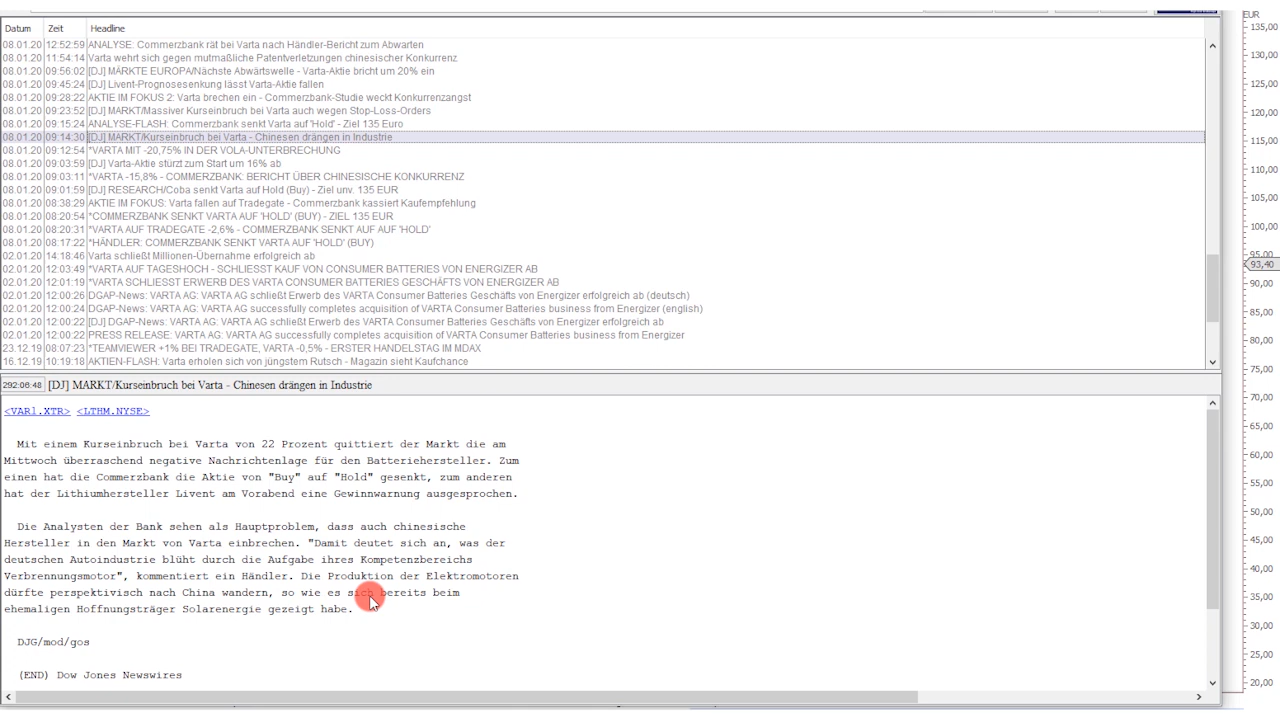 Datum Zeit Headline EUR
08.01.20 12:52:59 ANALYSE: Commerzbank rät bei Varta nach Händler-Bericht zum Abwarten
08.01.20 11:54:14 Varta wehrt sich gegen mutmaßliche Patentverletzungen chinesischer Konkurrenz
08.01.20 09:56:02 [DJ] MÄRKTE EUROPA/Nächste Abwärtswelle - Varta-Aktie bricht um 20% ein
08.01.20 09:45:24 [DJ] Livent-Prognosesenkung lässt Varta-Aktie fallen
08.01.20 09:28:22 AKTIE IM FOKUS 2: Varta brechen ein - Commerzbank-Studie weckt Konkurrenzangst
08.01.20 09:23:52 [DJ] MARKT/Massiver Kurseinbruch bei Varta auch wegen Stop-Loss-Orders
08.01.20 09:15:24 ANALYSE-FLASH: Commerzbank senkt Varta auf 'Hold' - Ziel 135 Euro
08.01.20 09:14:30 [DJ] MARKT/Kurseinbruch bei Varta - Chinesen drängen in Industrie
08.01.20 09:12:54 *VARTA MIT -20,75% IN DER VOLA-UNTERBRECHUNG
08.01.20 09:03:59 [DJ] Varta-Aktie stürzt zum Start um 16% ab
08.01.20 09:03:11 *VARTA -15,8% - COMMERZBANK: BERICHT ÜBER CHINESISCHE KONKURRENZ
08.01.20 09:01:59 [DJ] RESEARCH/Coba senkt Varta auf Hold (Buy) - Ziel unv. 135 EUR
08.01.20 08:38:29 AKTIE IM FOKUS: Varta fallen auf Tradegate - Commerzbank kassiert Kaufempfehlung
08.01.20 08:20:54 *COMMERZBANK SENKT VARTA AUF 'HOLD' (BUY) - ZIEL 135 EUR
08.01.20 08:20:31 *VARTA AUF TRADEGATE -2,6% - COMMERZBANK SENKT AUF AUF 'HOLD'
08.01.20 08:17:22 *HÄNDLER: COMMERZBANK SENKT VARTA AUF 'HOLD' (BUY)
02.01.20 14:18:46 Varta schließt Millionen-Übernahme erfolgreich ab
02.01.20 12:03:49 *VARTA AUF TAGESHOCH - SCHLIESST KAUF VON CONSUMER BATTERIES VON ENERGIZER AB
02.01.20 12:01:19 *VARTA SCHLIESST ERWERB DES VARTA CONSUMER BATTERIES GESCHÄFTS VON ENERGIZER AB
02.01.20 12:00:26 DGAP-News: VARTA AG: VARTA AG schließt Erwerb des VARTA Consumer Batteries Geschäfts von Energizer erfolgreich ab (deutsch)
02.01.20 12:00:24 DGAP-News: VARTA AG: VARTA AG successfully completes acquisition of VARTA Consumer Batteries business from Energizer (english)
02.01.20 12:00:22 [DJ] DGAP-News: VARTA AG: VARTA AG schließt Erwerb des VARTA Consumer Batteries Geschäfts von Energizer erfolgreich ab
02.01.20 12:00:22 PRESS RELEASE: VARTA AG: VARTA AG successfully completes acquisition of VARTA Consumer Batteries business from Energizer
23.12.19 08:07:23 *TEAMVIEWER +1% BEI TRADEGATE, VARTA -0,5% - ERSTER HANDELSTAG IM MDAX
16.12.19 10:19:18 AKTIEN-FLASH: Varta erholen sich von jüngstem Rutsch - Magazin sieht Kaufchance
292:06:48 [DJ] MARKT/Kurseinbruch bei Varta - Chinesen drängen in Industrie
<VAR1.XTR> <LTHM.NYSE>
Mit einem Kurseinbruch bei Varta von 22 Prozent quittiert der Markt die am
Mittwoch überraschend negative Nachrichtenlage für den Batteriehersteller. Zum
einen hat die Commerzbank die Aktie von "Buy" auf "Hold" gesenkt, zum anderen
hat der Lithiumhersteller Livent am Vorabend eine Gewinnwarnung ausgesprochen.
Die Analysten der Bank sehen als Hauptproblem, dass auch chinesische
Hersteller in den Markt von Varta einbrechen. "Damit deutet sich an, was der
deutschen Autoindustrie blüht durch die Aufgabe ihres Kompetenzbereichs
Verbrennungsmotor", kommentiert ein Händler. Die Produktion der Elektromotoren
dürfte perspektivisch nach China wandern, so wie es sich bereits beim
ehemaligen Hoffnungsträger Solarenergie gezeigt habe.
DJG/mod/gos
(END) Dow Jones Newswires
135,00
130,00
125,00
120,00
115,00
110,00
105,00
100,00
95,00
93,40
90,00
85,00
80,00
75,00
70,00
65,00
60,00
55,00
50,00
45,00
40,00
35,00
30,00
25,00
20,00